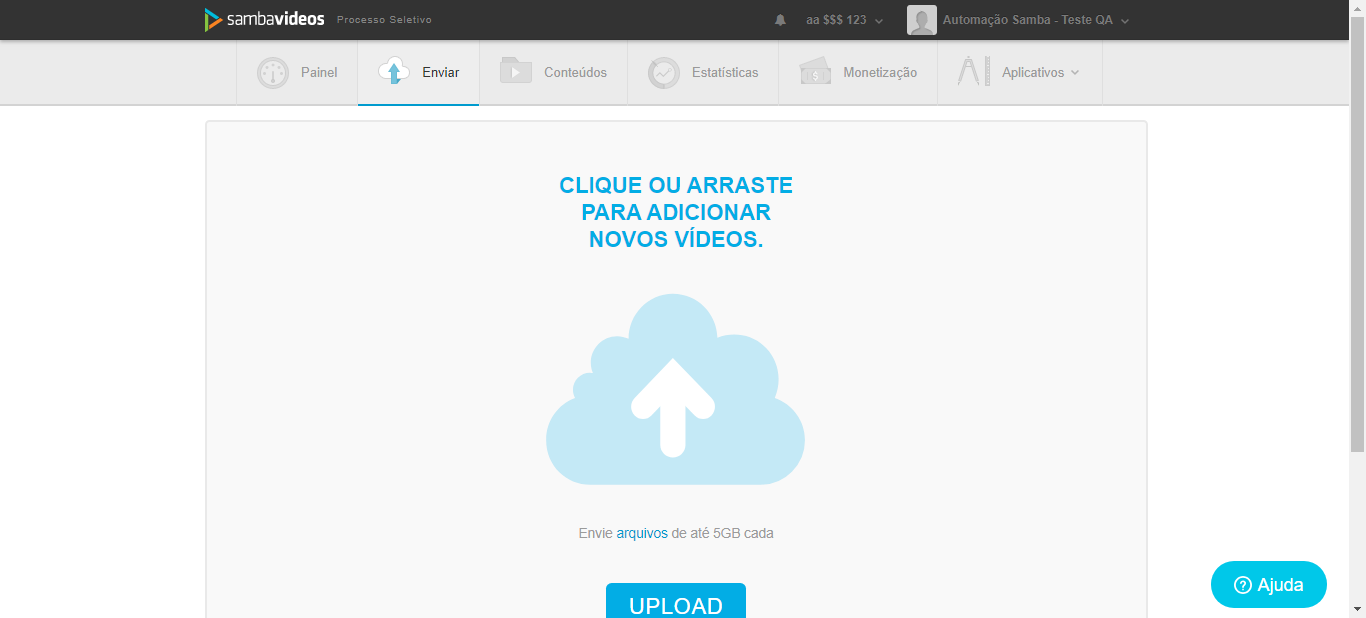 sambavideos Processo Seletivo aa $$$ 123 Automação Samba - Teste QA
Painel Enviar Conteúdos Estatísticas Monetização Aplicativos
CLIQUE OU ARRASTE
PARA ADICIONAR
NOVOS VÍDEOS.
Envie arquivos de até 5GB cada
Ajuda
UPLOAD